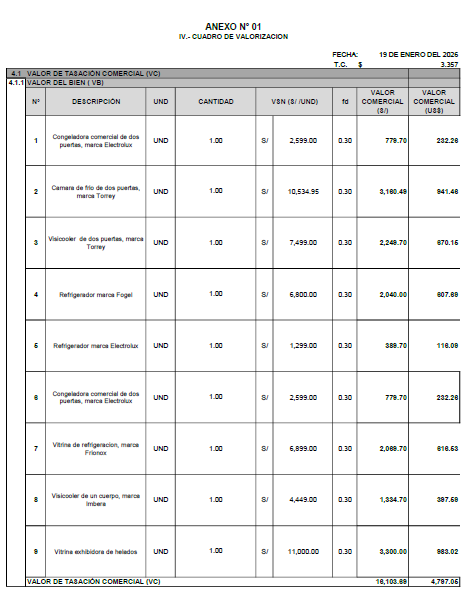 ANEXO N° 01
IV.- CUADRO DE VALORIZACION
FECHA: 19 DE ENERO DEL 2026
T.C. $ 3.357
4.1 VALOR DE TASACIÓN COMERCIAL (VC)
4.1.1 VALOR DEL BIEN ( VB)
N° DESCRIPCIÓN UND CANTIDAD VSN (S/ /UND) fd VALOR COMERCIAL (S/) VALOR COMERCIAL (US$)
1 Congeladora comercial de dos puertas, marca Electrolux UND 1.00 S/ 2,599.00 0.30 779.70 232.26
2 Camara de frio de dos puertas, marca Torrey UND 1.00 S/ 10,534.95 0.30 3,160.49 941.46
3 Visicooler de dos puertas, marca Torrey UND 1.00 S/ 7,499.00 0.30 2,249.70 670.15
4 Refrigerador marca Fogel UND 1.00 S/ 6,800.00 0.30 2,040.00 607.69
5 Refrigerador marca Electrolux UND 1.00 S/ 1,299.00 0.30 389.70 116.09
6 Congeladora comercial de dos puertas, marca Electrolux UND 1.00 S/ 2,599.00 0.30 779.70 232.26
7 Vitrina de refrigeracion, marca Frionox UND 1.00 S/ 6,899.00 0.30 2,069.70 616.53
8 Visicooler de un cuerpo, marca Imbera UND 1.00 S/ 4,449.00 0.30 1,334.70 397.59
9 Vitrina exhibidora de helados UND 1.00 S/ 11,000.00 0.30 3,300.00 983.02
VALOR DE TASACIÓN COMERCIAL (VC) 16,103.69 4,797.05